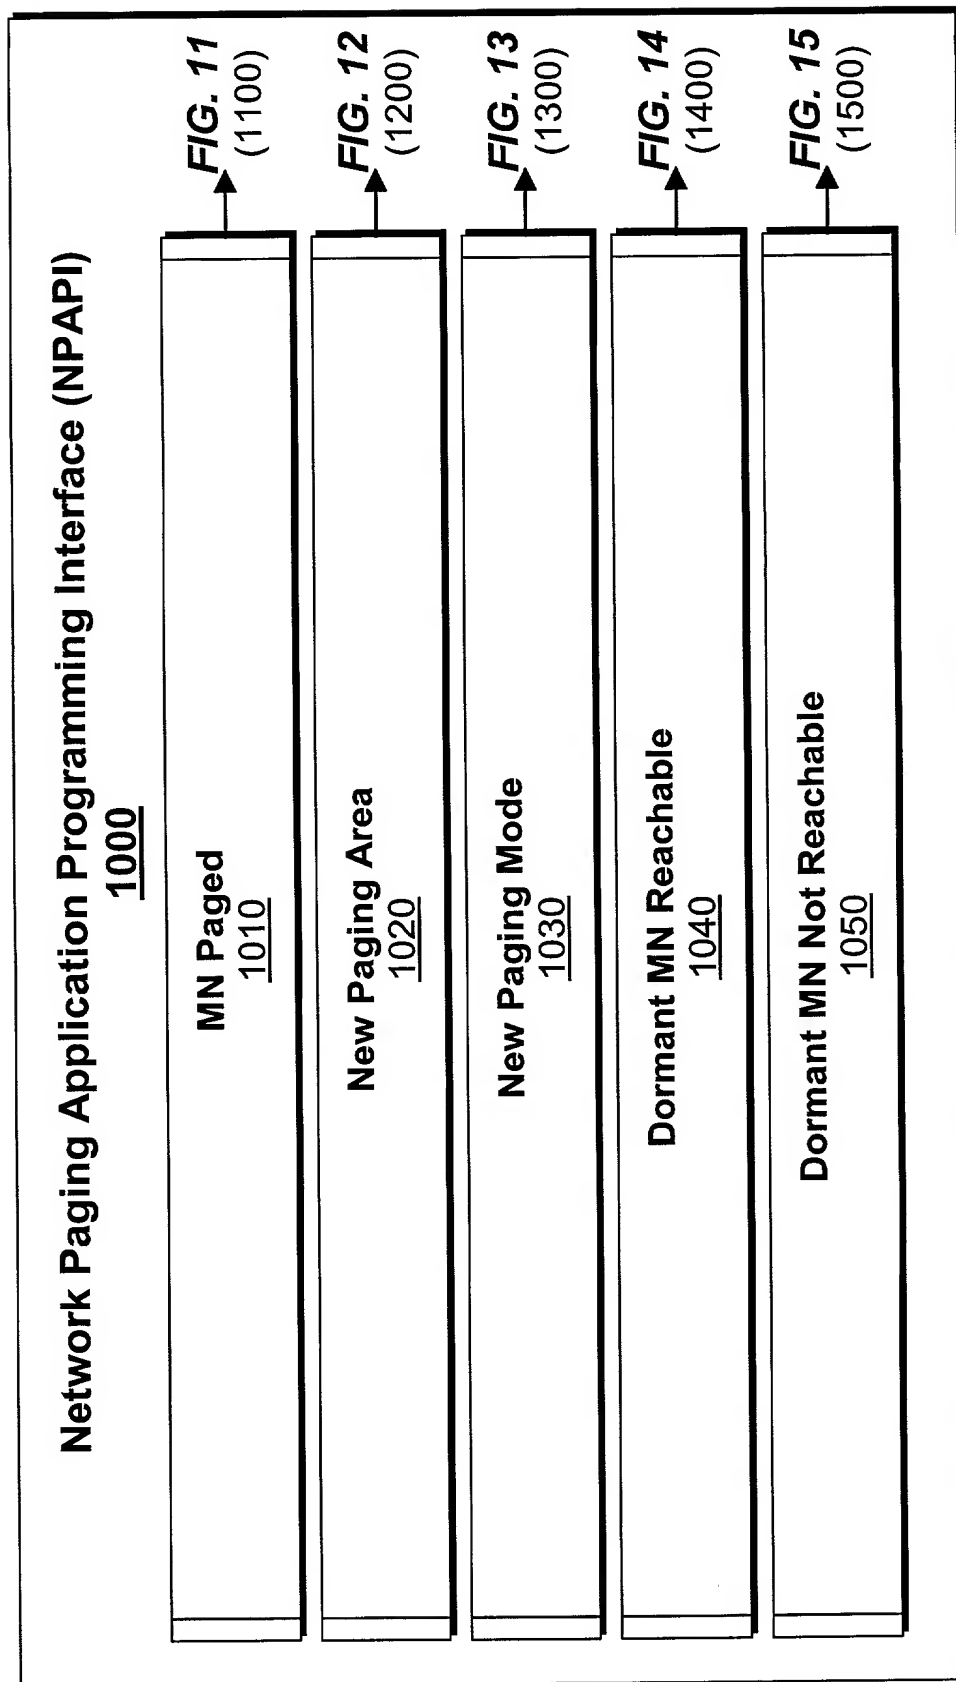 Network Paging Application Programming Interface (NPAPI)
1000
MN Paged
1010
FIG. 11
(1100)
New Paging Area
1020
FIG. 12
(1200)
New Paging Mode
1030
FIG. 13
(1300)
Dormant MN Reachable
1040
FIG. 14
(1400)
Dormant MN Not Reachable
1050
FIG. 15
(1500)